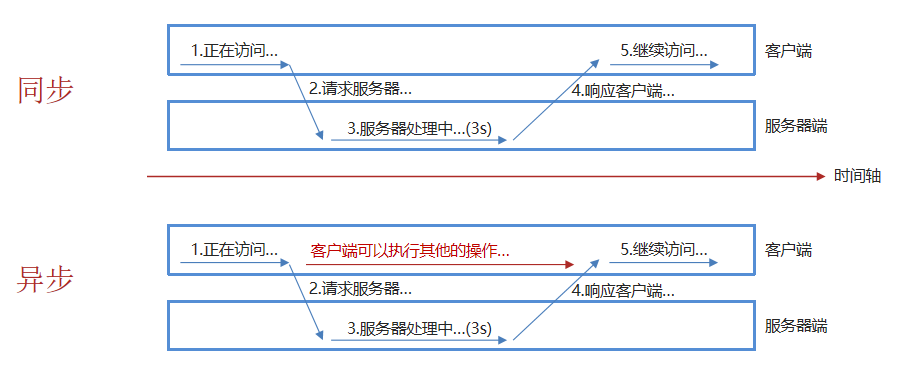 同步
1.正在访问...
5.继续访问...
客户端
2.请求服务器...
4.响应客户端...
3.服务器处理中...(3s)
服务器端
时间轴
异步
1.正在访问...
客户端可以执行其他的操作...
5.继续访问...
客户端
2.请求服务器...
4.响应客户端...
3.服务器处理中...(3s)
服务器端